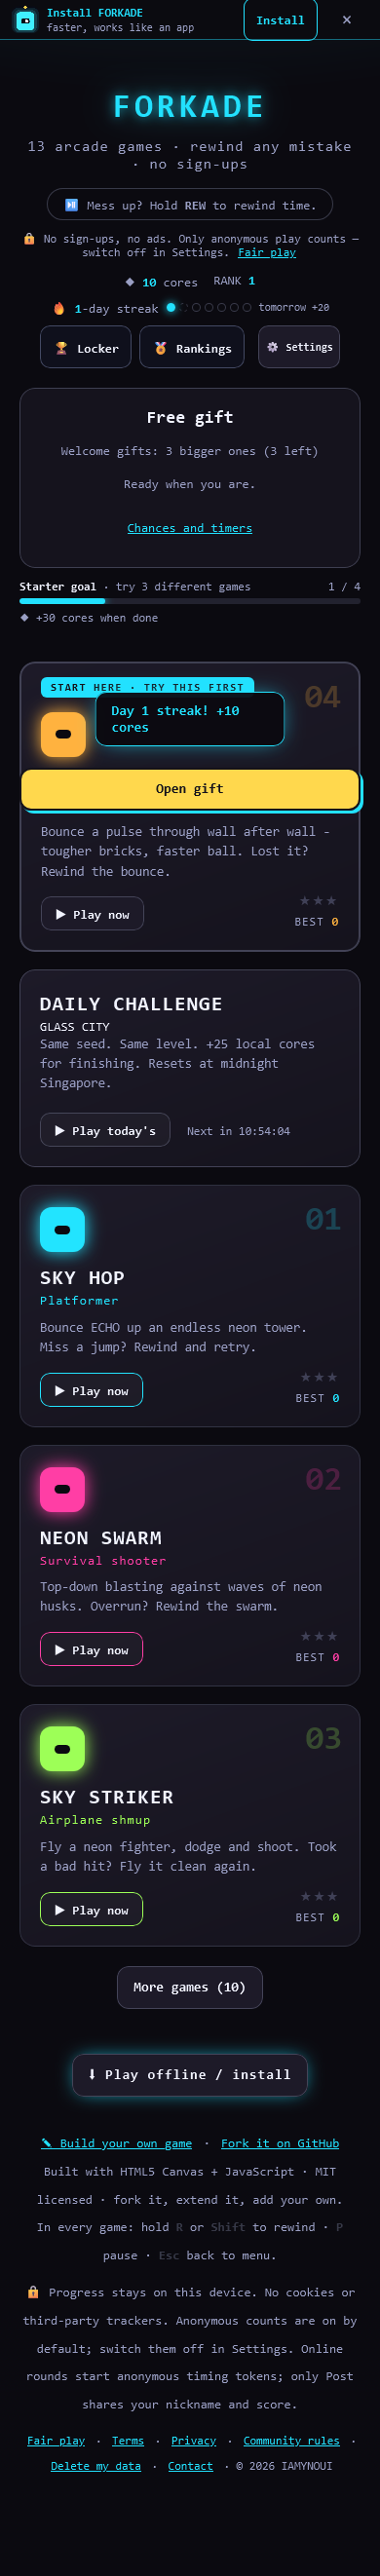 Install FORKADE
faster, works like an app
Install
×
FORKADE
13 arcade games · rewind any mistake
· no sign-ups
⏯️ Mess up? Hold REW to rewind time.
🔒 No sign-ups, no ads. Only anonymous play counts —
switch off in Settings. Fair play
◆ 10 cores RANK 1
🔥 1-day streak tomorrow +20
🏆 Locker
🏅 Rankings
⚙️ Settings
Free gift
Welcome gifts: 3 bigger ones (3 left)
Ready when you are.
Chances and timers
Starter goal · try 3 different games 1 / 4
◆ +30 cores when done
START HERE · TRY THIS FIRST
04
Day 1 streak! +10
cores
Open gift
Bounce a pulse through wall after wall -
tougher bricks, faster ball. Lost it?
Rewind the bounce.
▶ Play now
★★★
BEST 0
DAILY CHALLENGE
GLASS CITY
Same seed. Same level. +25 local cores
for finishing. Resets at midnight
Singapore.
▶ Play today's
Next in 10:54:04
01
SKY HOP
Platformer
Bounce ECHO up an endless neon tower.
Miss a jump? Rewind and retry.
▶ Play now
★★★
BEST 0
02
NEON SWARM
Survival shooter
Top-down blasting against waves of neon
husks. Overrun? Rewind the swarm.
▶ Play now
★★★
BEST 0
03
SKY STRIKER
Airplane shmup
Fly a neon fighter, dodge and shoot. Took
a bad hit? Fly it clean again.
▶ Play now
★★★
BEST 0
More games (10)
⬇ Play offline / install
✎ Build your own game · Fork it on GitHub
Built with HTML5 Canvas + JavaScript · MIT
licensed · fork it, extend it, add your own.
In every game: hold R or Shift to rewind · P
pause · Esc back to menu.
🔒 Progress stays on this device. No cookies or
third-party trackers. Anonymous counts are on by
default; switch them off in Settings. Online
rounds start anonymous timing tokens; only Post
shares your nickname and score.
Fair play · Terms · Privacy · Community rules ·
Delete my data · Contact · © 2026 IAMYNOUI